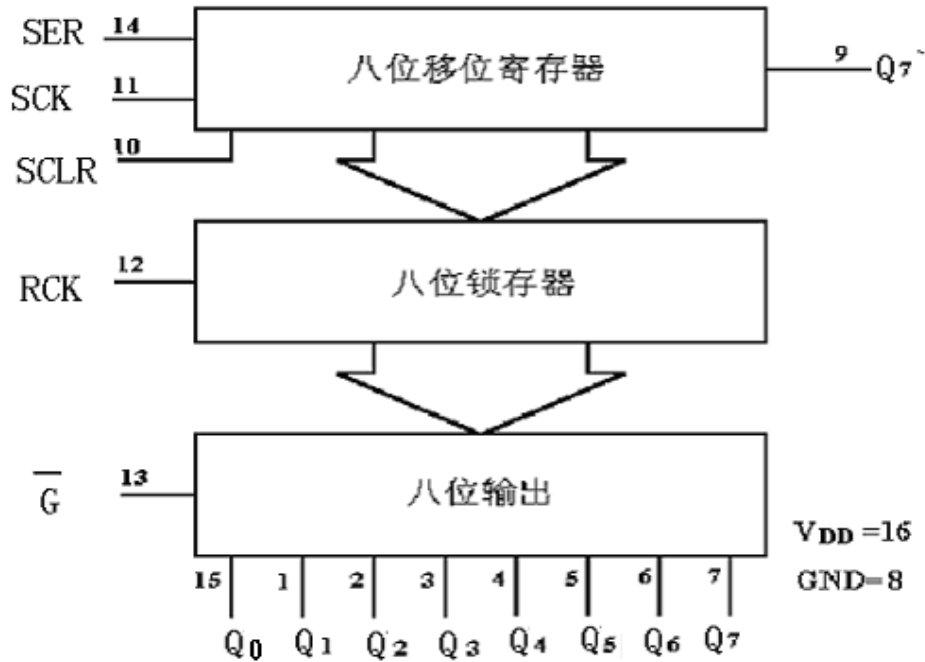 SER 14
八位移位寄存器
9 Q7`
SCK 11
SCLR 10
RCK 12
八位锁存器
G̅ 13
八位输出
VDD =16
GND=8
15 1 2 3 4 5 6 7
Q0 Q1 Q2 Q3 Q4 Q5 Q6 Q7